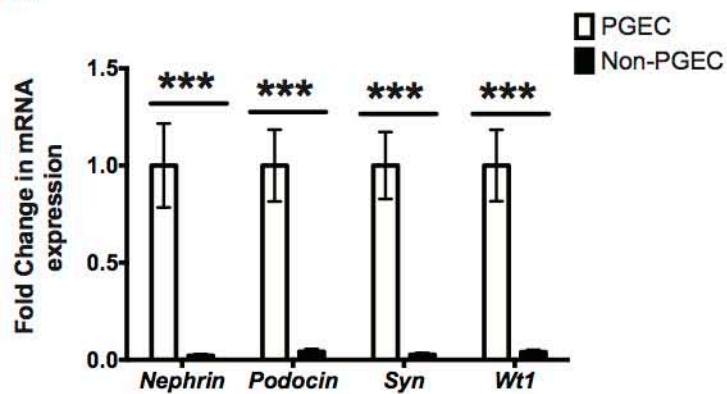 PGEC
Non-PGEC
Fold Change in mRNA
expression
1.5
1.0
0.5
0.0
*** *** *** ***
Nephrin Podocin Syn Wt1